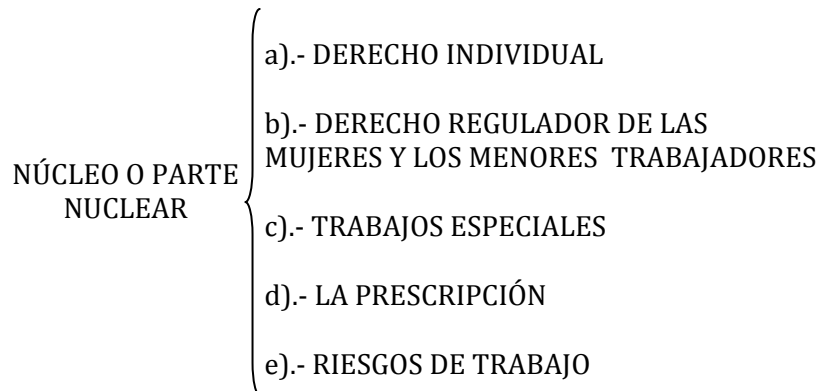 NÚCLEO O PARTE
NUCLEAR
a).- DERECHO INDIVIDUAL
b).- DERECHO REGULADOR DE LAS
MUJERES Y LOS MENORES TRABAJADORES
c).- TRABAJOS ESPECIALES
d).- LA PRESCRIPCIÓN
e).- RIESGOS DE TRABAJO